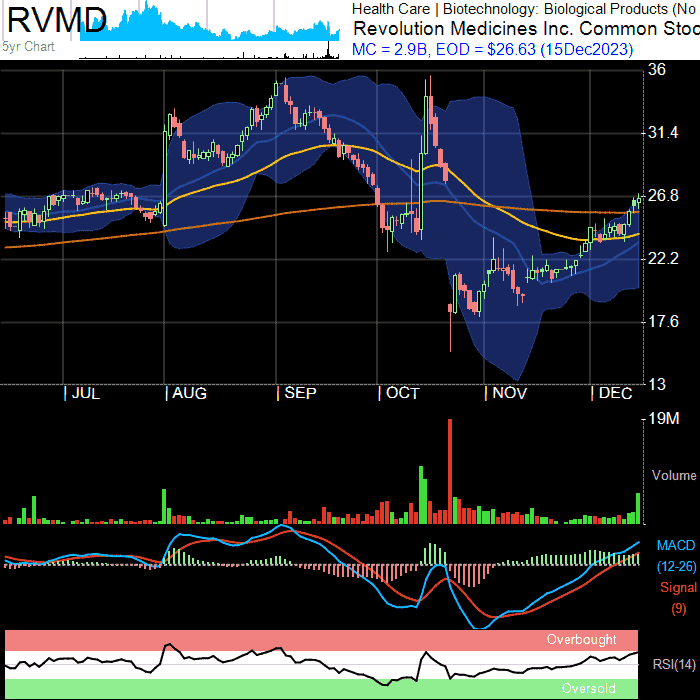 RVMD
5yr Chart
Health Care | Biotechnology: Biological Products (No
Revolution Medicines Inc. Common Stoc
MC = 2.9B, EOD = $26.63 (15Dec2023)
36
31.4
26.8
22.2
17.6
13
| JUL
| AUG
| SEP
| OCT
| NOV
| DEC
19M
Volume
MACD
(12-26)
Signal
(9)
Overbought
RSI(14)
Oversold